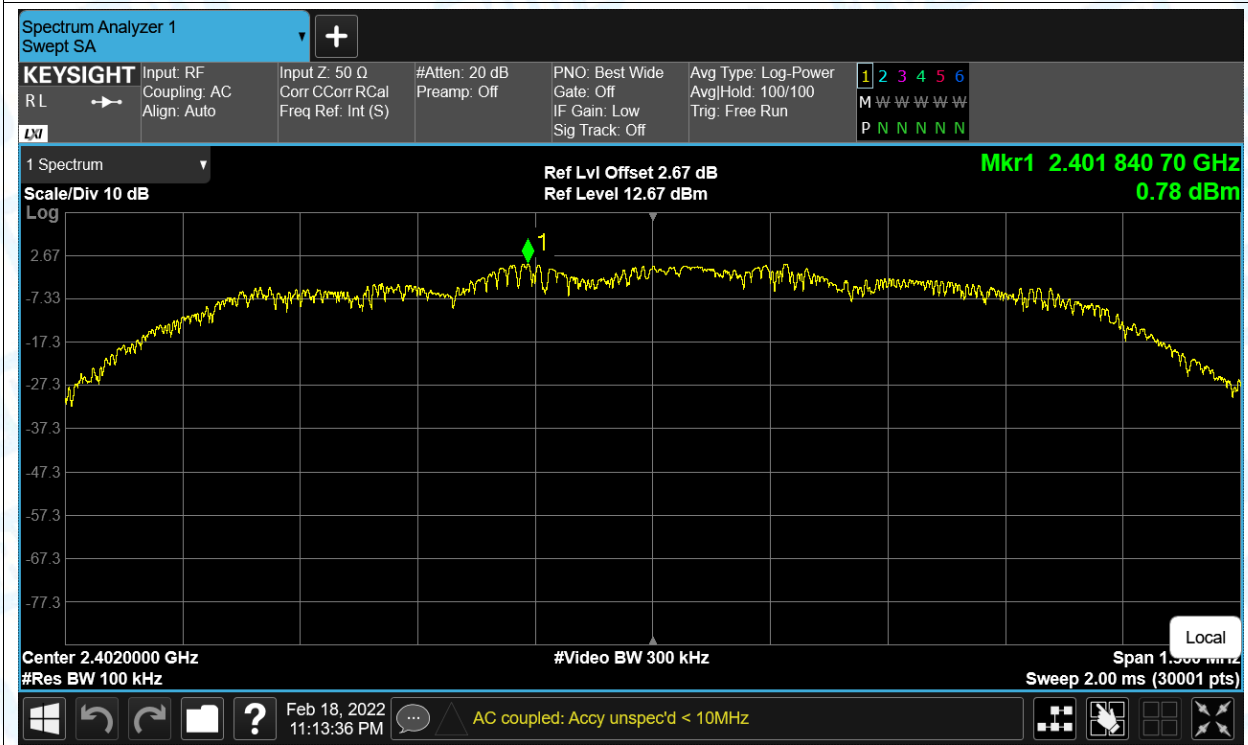 Spectrum Analyzer 1
Swept SA
KEYSIGHT
R L
LXI
Input: RF
Coupling: AC
Align: Auto
Input Z: 50 Ω
Corr CCorr RCal
Freq Ref: Int (S)
#Atten: 20 dB
Preamp: Off
PNO: Best Wide
Gate: Off
IF Gain: Low
Sig Track: Off
Avg Type: Log-Power
Avg|Hold: 100/100
Trig: Free Run
1 2 3 4 5 6
M W W W W W
P N N N N N
1 Spectrum
Scale/Div 10 dB
Log
Ref Lvl Offset 2.67 dB
Ref Level 12.67 dBm
Mkr1 2.401 840 70 GHz
0.78 dBm
1
2.67
-7.33
-17.3
-27.3
-37.3
-47.3
-57.3
-67.3
-77.3
Local
Center 2.4020000 GHz
#Video BW 300 kHz
Span
#Res BW 100 kHz
Sweep 2.00 ms (30001 pts)
?
Feb 18, 2022
11:13:36 PM
AC coupled: Accy unspec'd < 10MHz